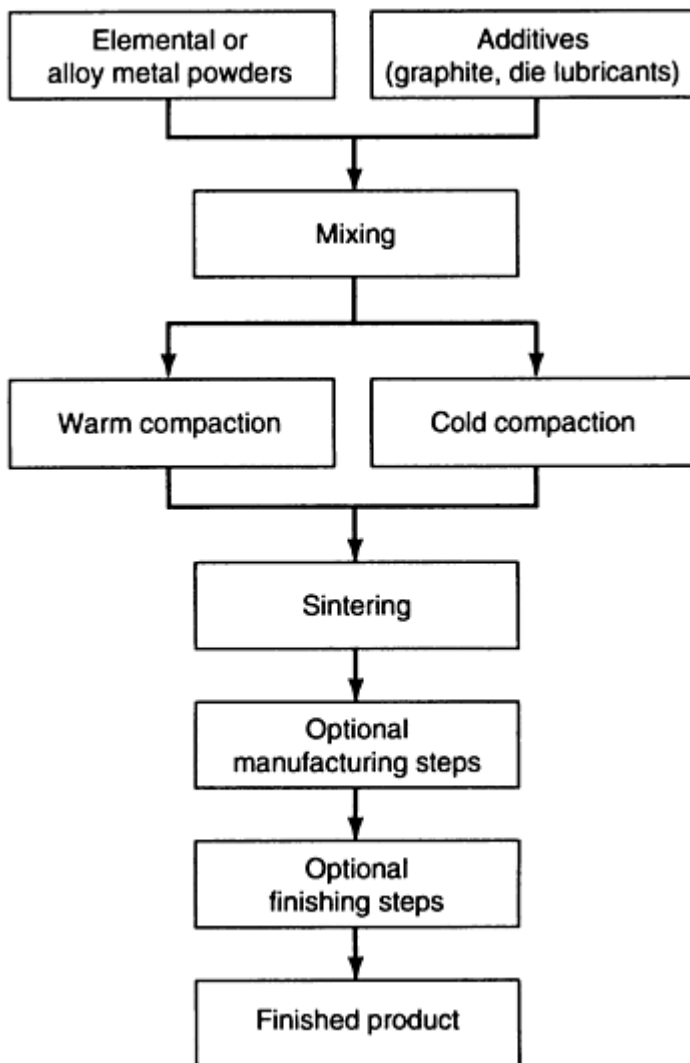 Elemental or
alloy metal powders
Additives
(graphite, die lubricants)
Mixing
Warm compaction
Cold compaction
Sintering
Optional
manufacturing steps
Optional
finishing steps
Finished product